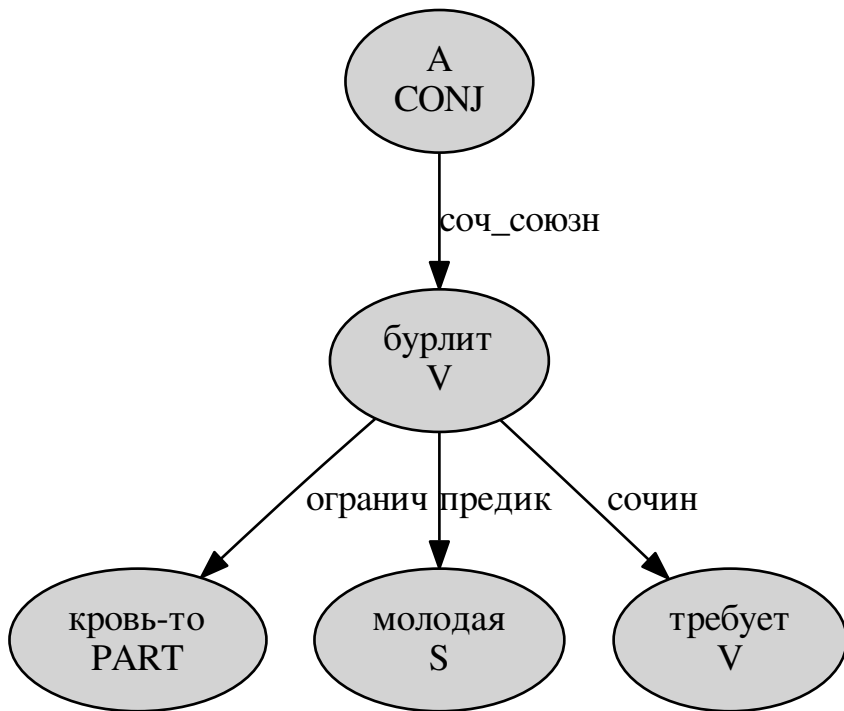 А
CONJ
соч_союзн
бурлит
V
огранич предик сочин
кровь-то
PART
молодая
S
требует
V